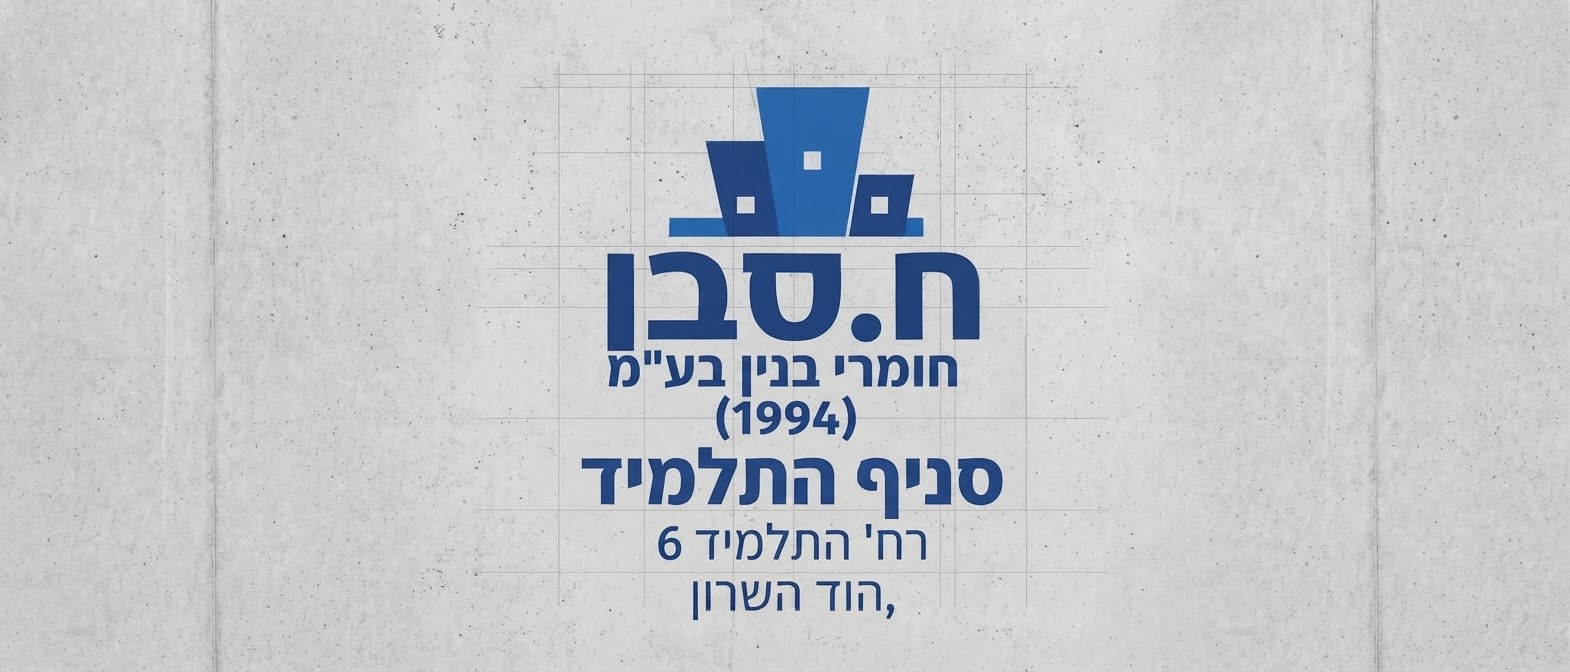 ח.סבן
חומרי בנין בע"מ
(1994)
סניף התלמיד
רח' התלמיד 6
,הוד השרון